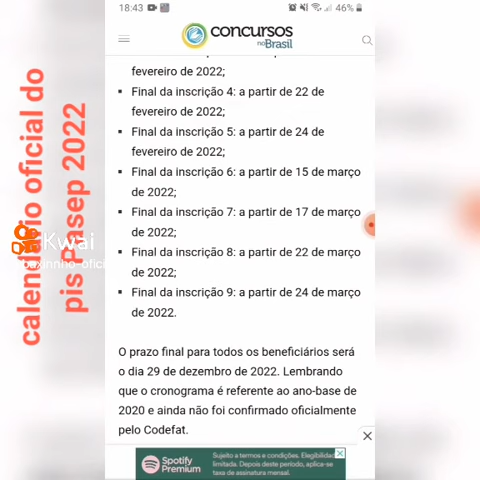 18:43
46%
concursos
no Brasil
fevereiro de 2022;
Final da inscrição 4: a partir de 22 de
fevereiro de 2022;
Final da inscrição 5: a partir de 24 de
fevereiro de 2022;
Final da inscrição 6: a partir de 15 de março
de 2022;
Final da inscrição 7: a partir de 17 de março
de 2022;
Final da inscrição 8: a partir de 22 de março
de 2022;
Final da inscrição 9: a partir de 24 de março
de 2022.
O prazo final para todos os beneficiários será
o dia 29 de dezembro de 2022. Lembrando
que o cronograma é referente ao ano-base de
2020 e ainda não foi confirmado oficialmente
pelo Codefat.
Spotify
Premium
Sujeito a termos e condições. Elegibilidade
limitada. Depois deste período, aplica-se
taxa de assinatura mensal.
calendário oficial do
pis Pasep 2022
Kwai